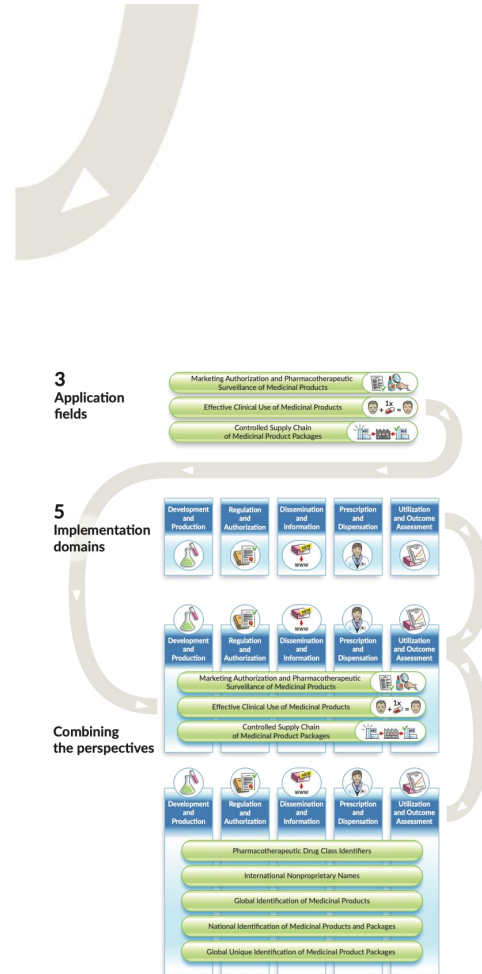 3
Application
fields
Marketing Authorization and Pharmacotherapeutic
Surveillance of Medicinal Products
Effective Clinical Use of Medicinal Products
+ 1x =
Controlled Supply Chain
of Medicinal Product Packages
5
Implementation
domains
Development
and
Production
Regulation
and
Authorization
Dissemination
and
Information
Prescription
and
Dispensation
Utilization
and Outcome
Assessment
www
Development
and
Production
Regulation
and
Authorization
www
Dissemination
and
Information
Prescription
and
Dispensation
Utilization
and Outcome
Assessment
Marketing Authorization and Pharmacotherapeutic
Surveillance of Medicinal Products
Effective Clinical Use of Medicinal Products
+ 1x =
Controlled Supply Chain
of Medicinal Product Packages
Combining
the perspectives
www
Development
and
Production
Regulation
and
Authorization
Dissemination
and
Information
Prescription
and
Dispensation
Utilization
and Outcome
Assessment
Pharmacotherapeutic Drug Class Identifiers
International Nonproprietary Names
Global Identification of Medicinal Products
National Identification of Medicinal Products and Packages
Global Unique Identification of Medicinal Product Packages